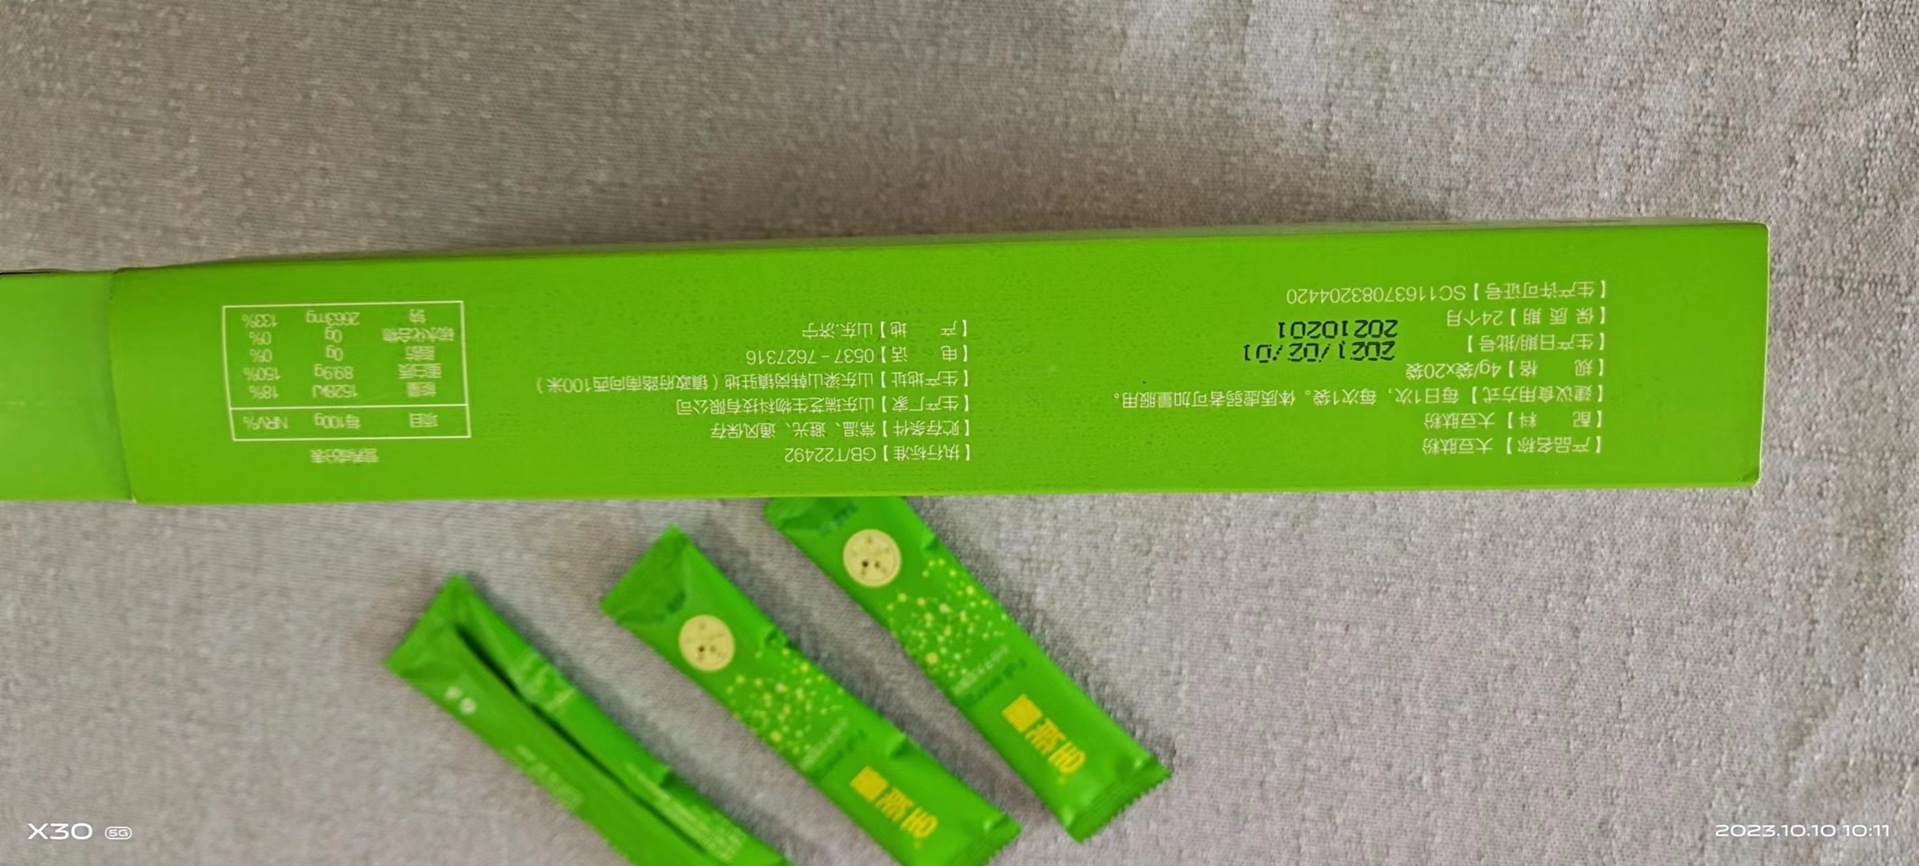 【产品名称】大豆肽粉
【配 料】大豆肽粉
【建议食用方式】每日1次，每次1袋。体质虚弱者可加量服用。
【规 格】4g/袋x20袋
【生产日期/批号】2021/02/01
20210201
【保 质 期】24个月
【生产许可证号】SC11637083204420
【执行标准】GB/T22492
【贮存条件】常温、避光、通风保存
【生产厂家】山东瑞芝生物科技有限公司
【生产地址】山东梁山韩岗镇驻地（镇政府路南向西100米）
【电 话】0537-7627316
【产 地】山东.济宁
营养成分表
项目 每100g NRV%
能量 1528kJ 18%
蛋白质 89.9g 150%
脂肪 0g 0%
碳水化合物 0g 0%
钠 2663mg 133%
X30 5G
2023.10.10 10:11